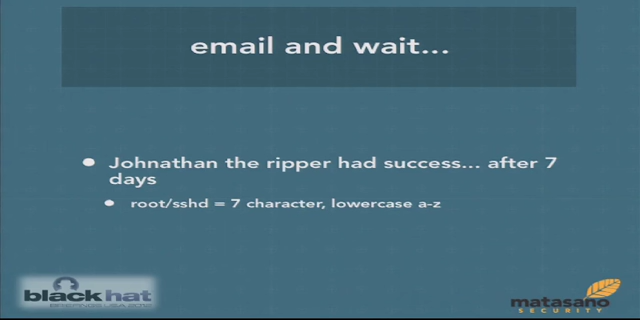 email and wait...
Johnathan the ripper had success... after 7
days
root/sshd = 7 character, lowercase a-z
black hat
matasano
SECURITY